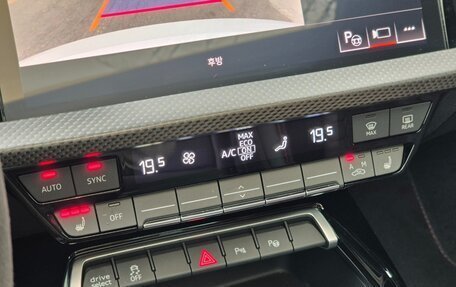 P
후방
MAX
ECO
19.5 A/C ON 19.5
OFF
MAX REAR
AUTO SYNC
A M
OFF
drive
select OFF P P